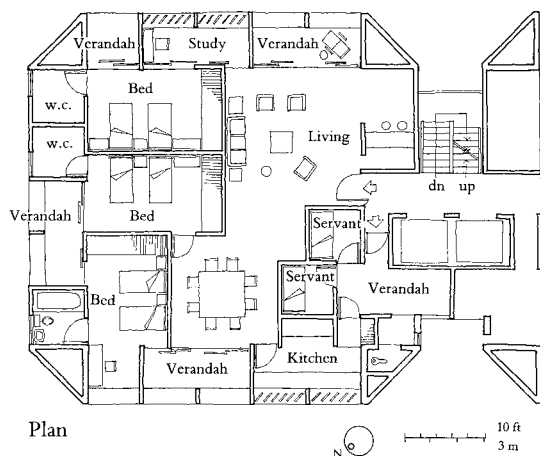 Verandah
Study
Verandah
Bed
w.c.
Living
w.c.
dn
up
Verandah
Bed
Servant
Servant
Bed
Verandah
Verandah
Kitchen
Plan
N
10 ft
3 m